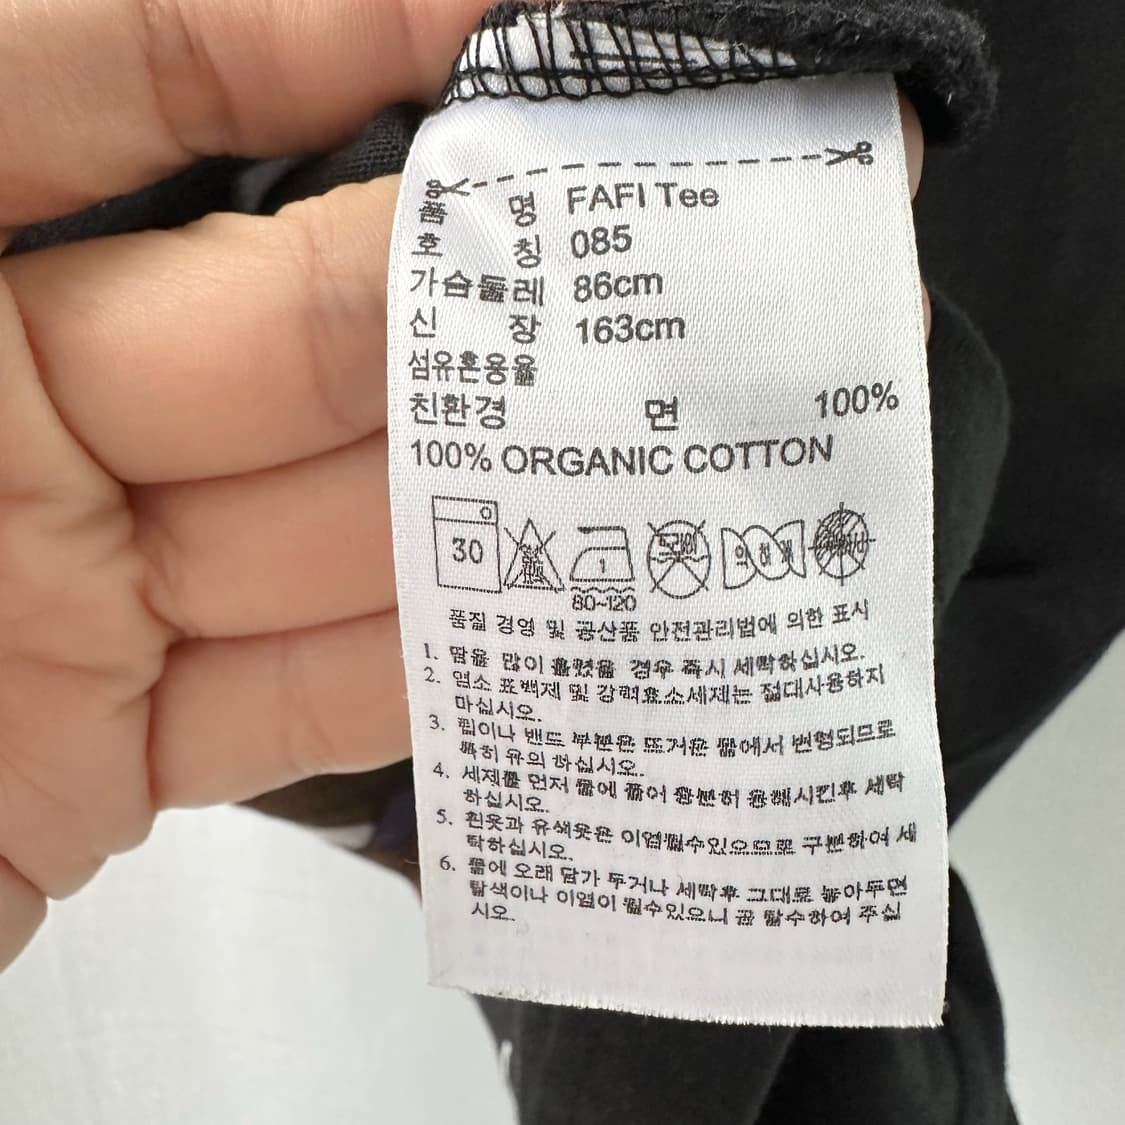 품 명 FAFI Tee
호 칭 085
가슴둘레 86cm
신 장 163cm
섬유혼용율
친환경 면 100%
100% ORGANIC COTTON
30
1
80~120
드라이
약하게
품질 경영 및 공산품 안전관리법에 의한 표시
1. 땀을 많이 흘렸을 경우 즉시 세탁하십시오.
2. 염소 표백제 및 강력효소세제는 절대사용하지
마십시오.
3. 립이나 밴드 부분은 뜨거운 물에서 변형되므로
특히 유의 하십시오.
4. 세제를 먼저 물에 풀어 충분히 용해시킨후 세탁
하십시오.
5. 흰옷과 유색옷은 이염될수있으므로 구분하여 세
탁하십시오.
6. 물에 오래 담가 두거나 세탁후 그대로 놓아두면
탈색이나 이염이 될수있으니 곧 탈수하여 주십
시오.